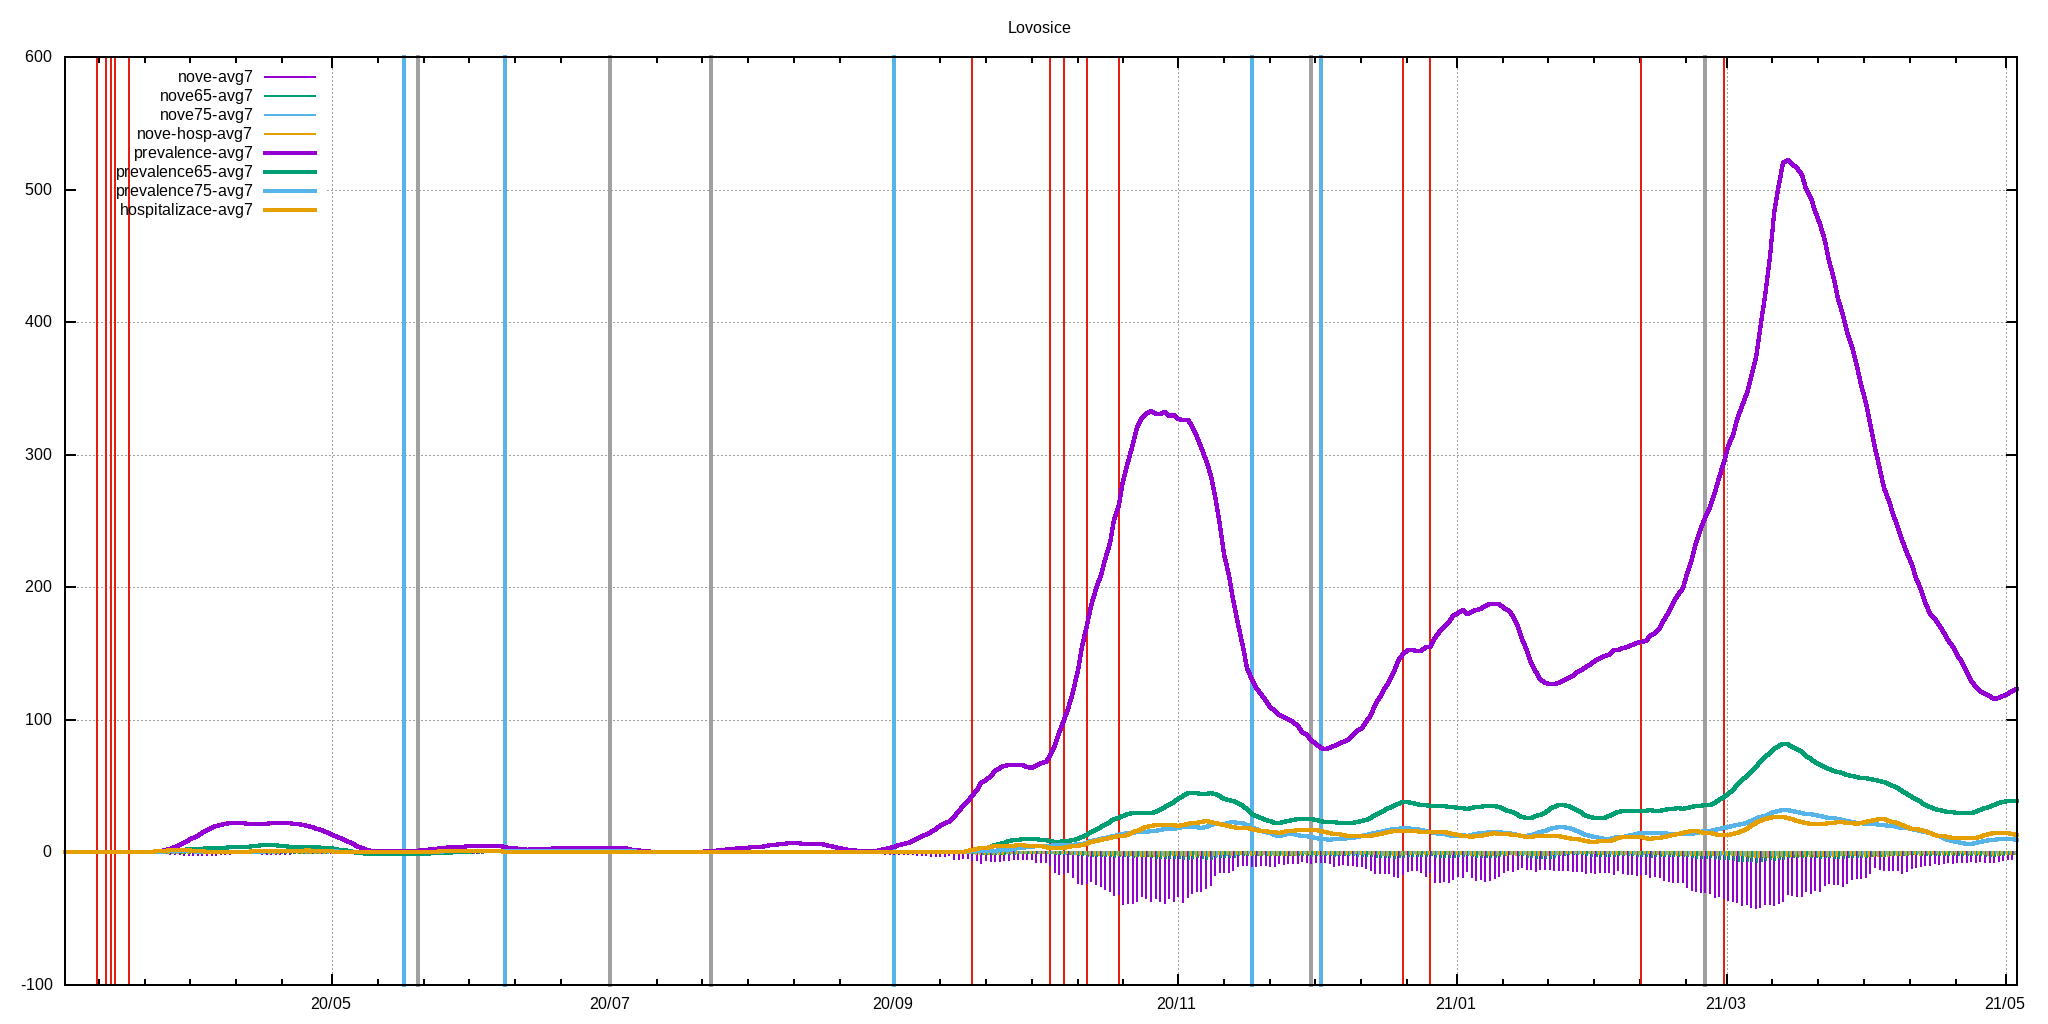 Lovosice
600
500
400
300
200
100
0
-100
nove-avg7
nove65-avg7
nove75-avg7
nove-hosp-avg7
prevalence-avg7
prevalence65-avg7
prevalence75-avg7
hospitalizace-avg7
20/05 20/07 20/09 20/11 21/01 21/03 21/05